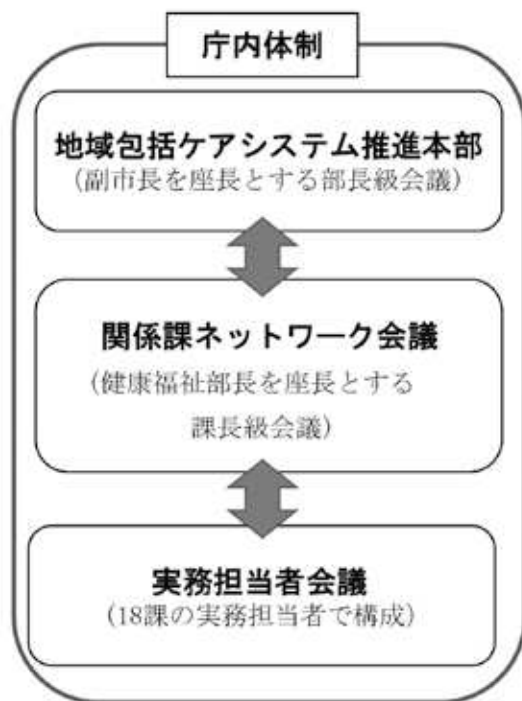 庁内体制
地域包括ケアシステム推進本部
(副市長を座長とする部長級会議)
関係課ネットワーク会議
(健康福祉部長を座長とする
課長級会議)
実務担当者会議
(18課の実務担当者で構成)